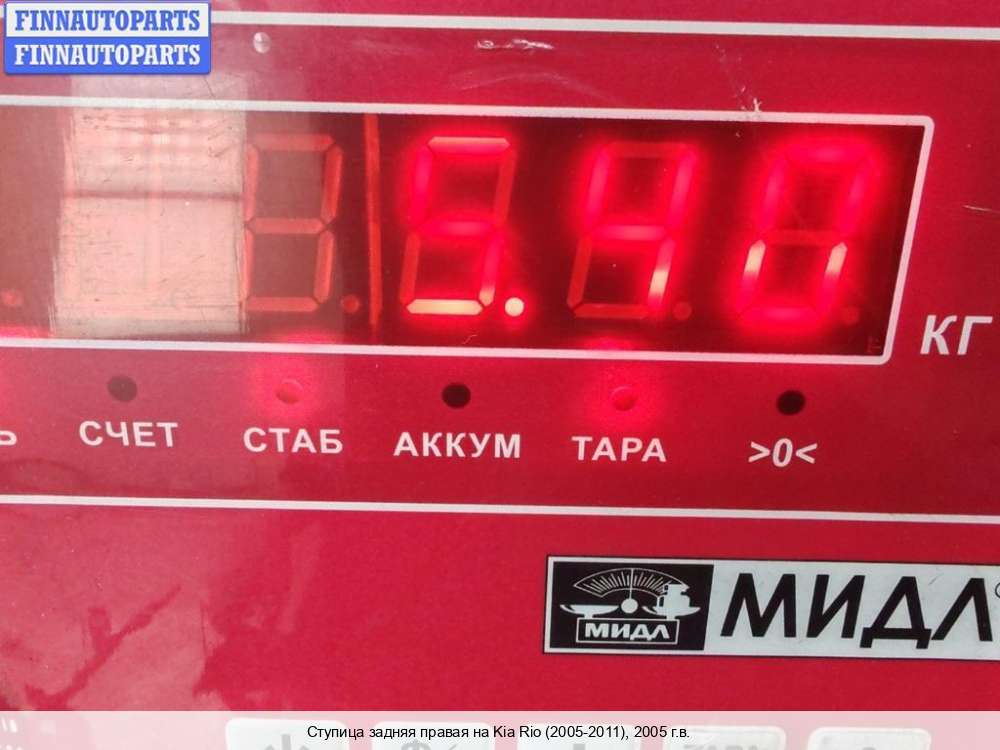 FINNAUTOPARTS
FINNAUTOPARTS
5.40
КГ
СЧЕТ СТАБ АККУМ ТАРА >0<
МИДЛ МИДЛ
Ступица задняя правая на Kia Rio (2005-2011), 2005 г.в.